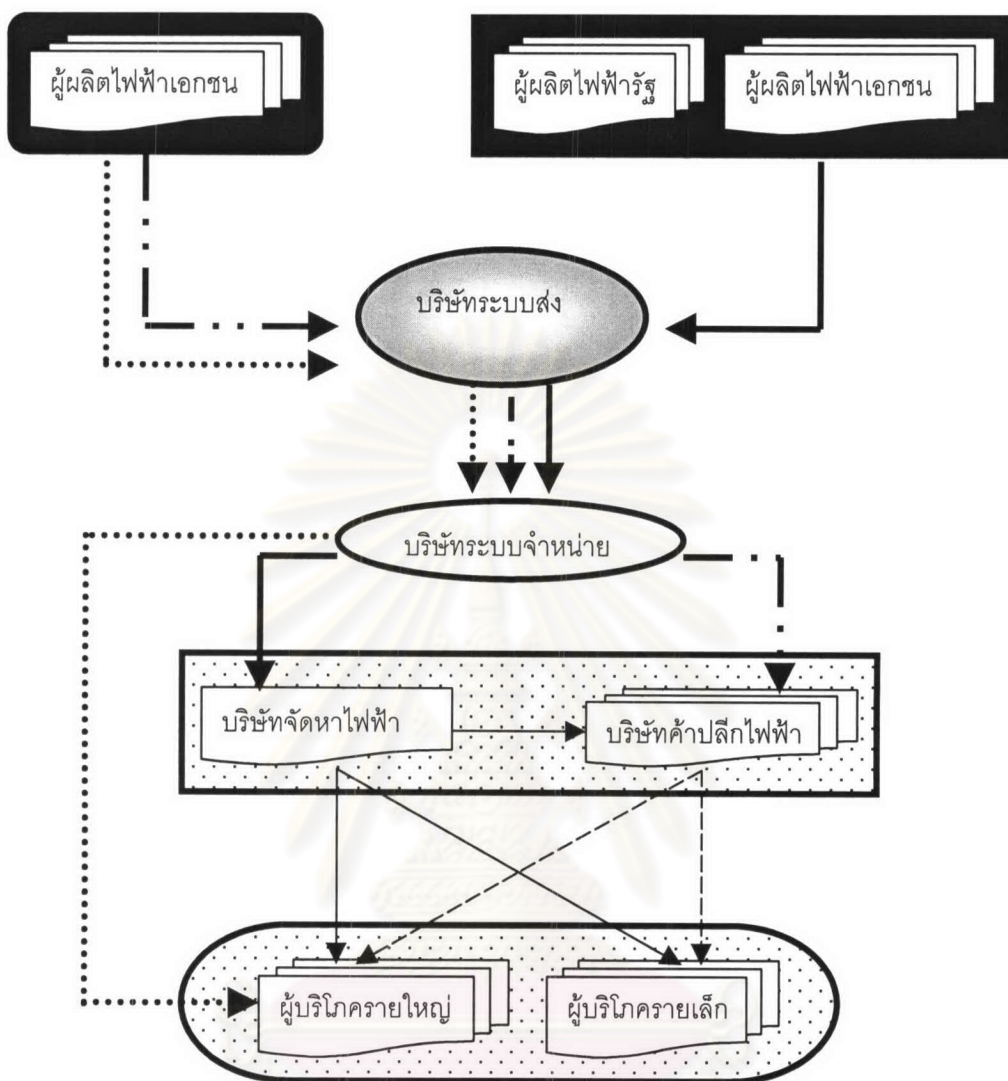 ผู้ผลิตไฟฟ้าเอกชน
ผู้ผลิตไฟฟ้ารัฐ
ผู้ผลิตไฟฟ้าเอกชน
บริษัทระบบส่ง
บริษัทระบบจำหน่าย
บริษัทจัดหาไฟฟ้า
บริษัทค้าปลีกไฟฟ้า
ผู้บริโภครายใหญ่
ผู้บริโภครายเล็ก